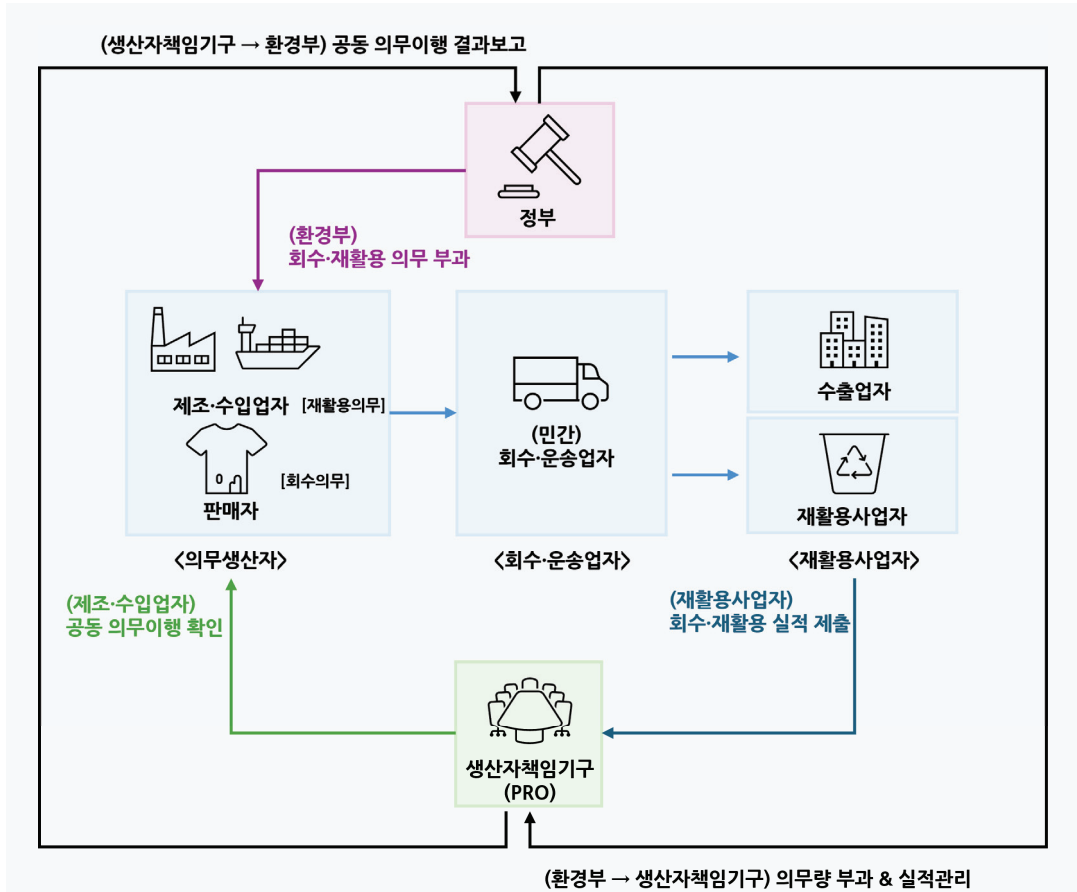 (생산자책임기구 → 환경부) 공동 의무이행 결과보고
정부
(환경부)
회수·재활용 의무 부과
제조·수입업자 [재활용의무]
[회수의무]
판매자
<의무생산자>
(민간)
회수·운송업자
<회수·운송업자>
수출업자
재활용사업자
<재활용사업자>
(제조·수입업자)
공동 의무이행 확인
(재활용사업자)
회수·재활용 실적 제출
생산자책임기구
(PRO)
(환경부 → 생산자책임기구) 의무량 부과 & 실적관리